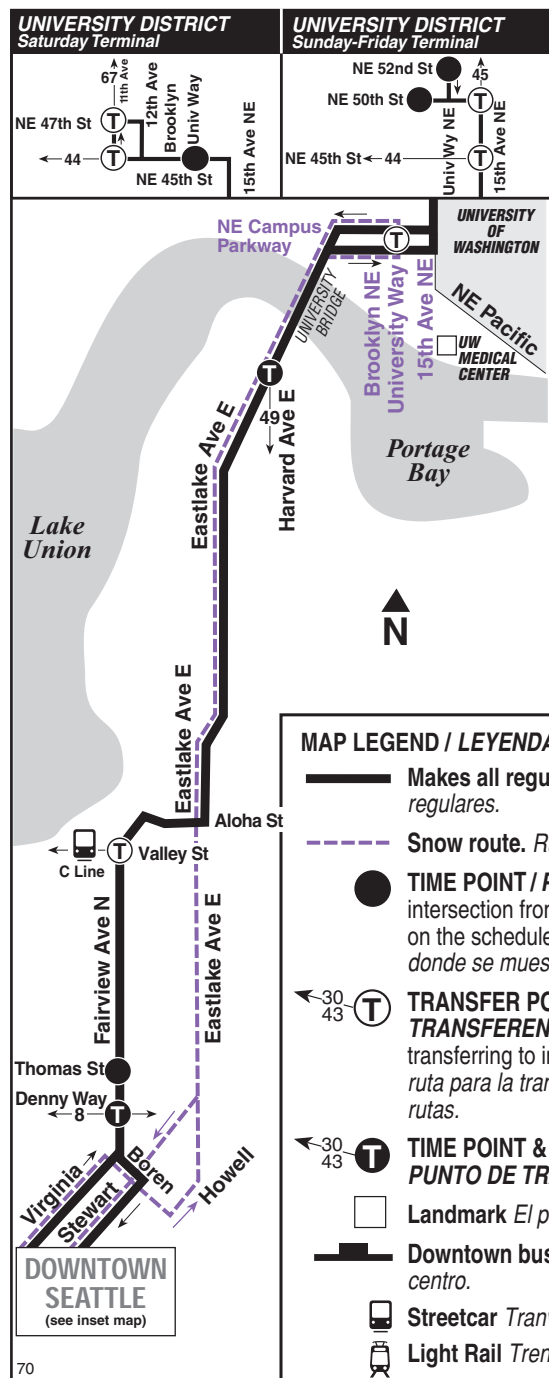 UNIVERSITY DISTRICT
Saturday Terminal
UNIVERSITY DISTRICT
Sunday-Friday Terminal
67
11th Ave
12th Ave
Brooklyn
Univ Way
15th Ave NE
NE 47th St
44
NE 45th St
NE 52nd St
45
NE 50th St
Univ Wy NE
15th Ave NE
NE 45th St
44
NE Campus
Parkway
UNIVERSITY
OF
WASHINGTON
UNIVERSITY
BRIDGE
Brooklyn NE
University Way
15th Ave NE
NE Pacific
UW
MEDICAL
CENTER
T
49
Harvard Ave E
Eastlake Ave E
Portage
Bay
Lake
Union
N
Eastlake Ave E
Aloha St
C Line
T
Valley St
Fairview Ave N
Eastlake Ave E
Thomas St
Denny Way
8
T
Virginia
Stewart
Boren
Howell
DOWNTOWN
SEATTLE
(see inset map)
70
MAP LEGEND / LEYENDA
Makes all regu
regulares.
Snow route. R
TIME POINT /
intersection from
on the schedule
donde se mues
30
43
T
TRANSFER PO
TRANSFEREN
transferring to i
ruta para la tran
rutas.
30
43
T
TIME POINT &
PUNTO DE TR
Landmark El p
Downtown bus
centro.
Streetcar Tranv
Light Rail Tren